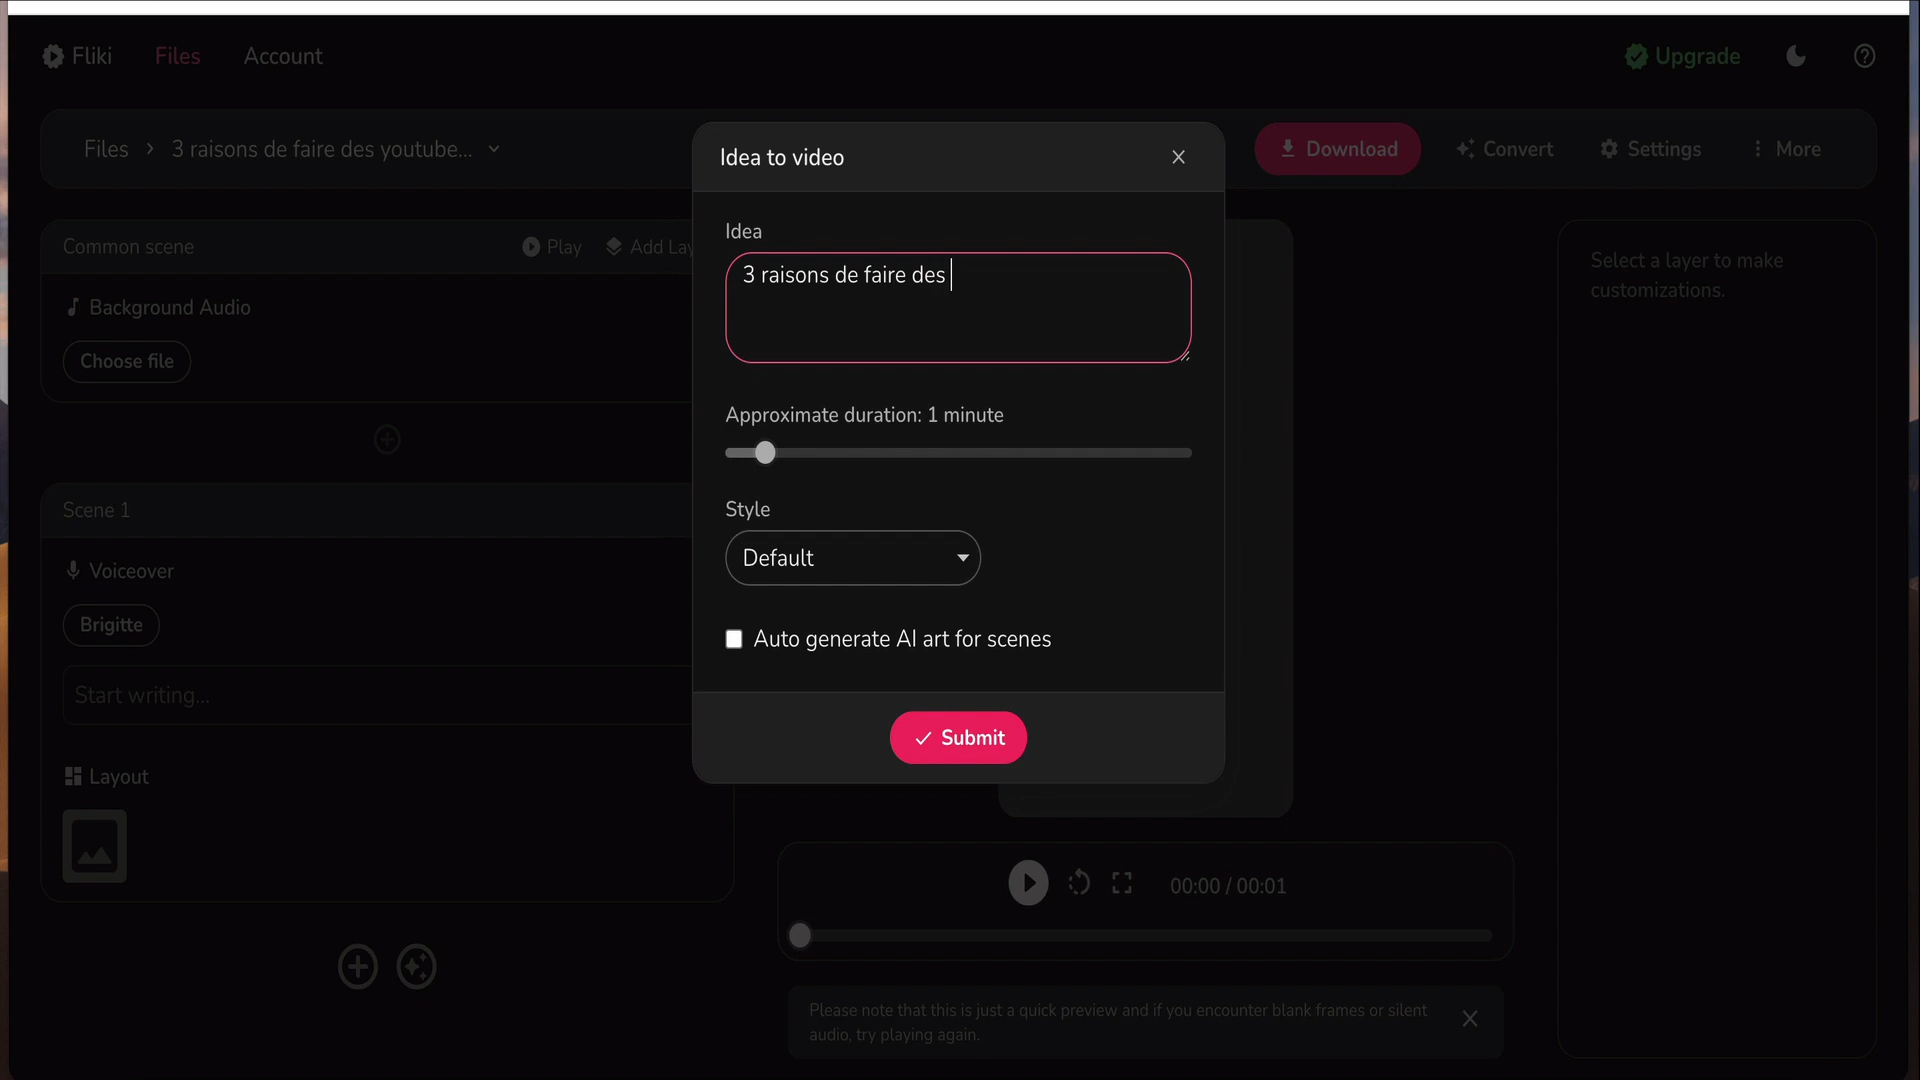 Fliki
Files
Account
Upgrade
Files > 3 raisons de faire des youtube...
Download
Convert
Settings
More
Idea to video
Common scene
Play
Add Lay
Background Audio
Choose file
Idea
3 raisons de faire des
Approximate duration: 1 minute
Style
Default
Auto generate AI art for scenes
Submit
Select a layer to make
customizations.
Scene 1
Voiceover
Brigitte
Start writing...
Layout
00:00 / 00:01
Please note that this is just a quick preview and if you encounter blank frames or silent
audio, try playing again.